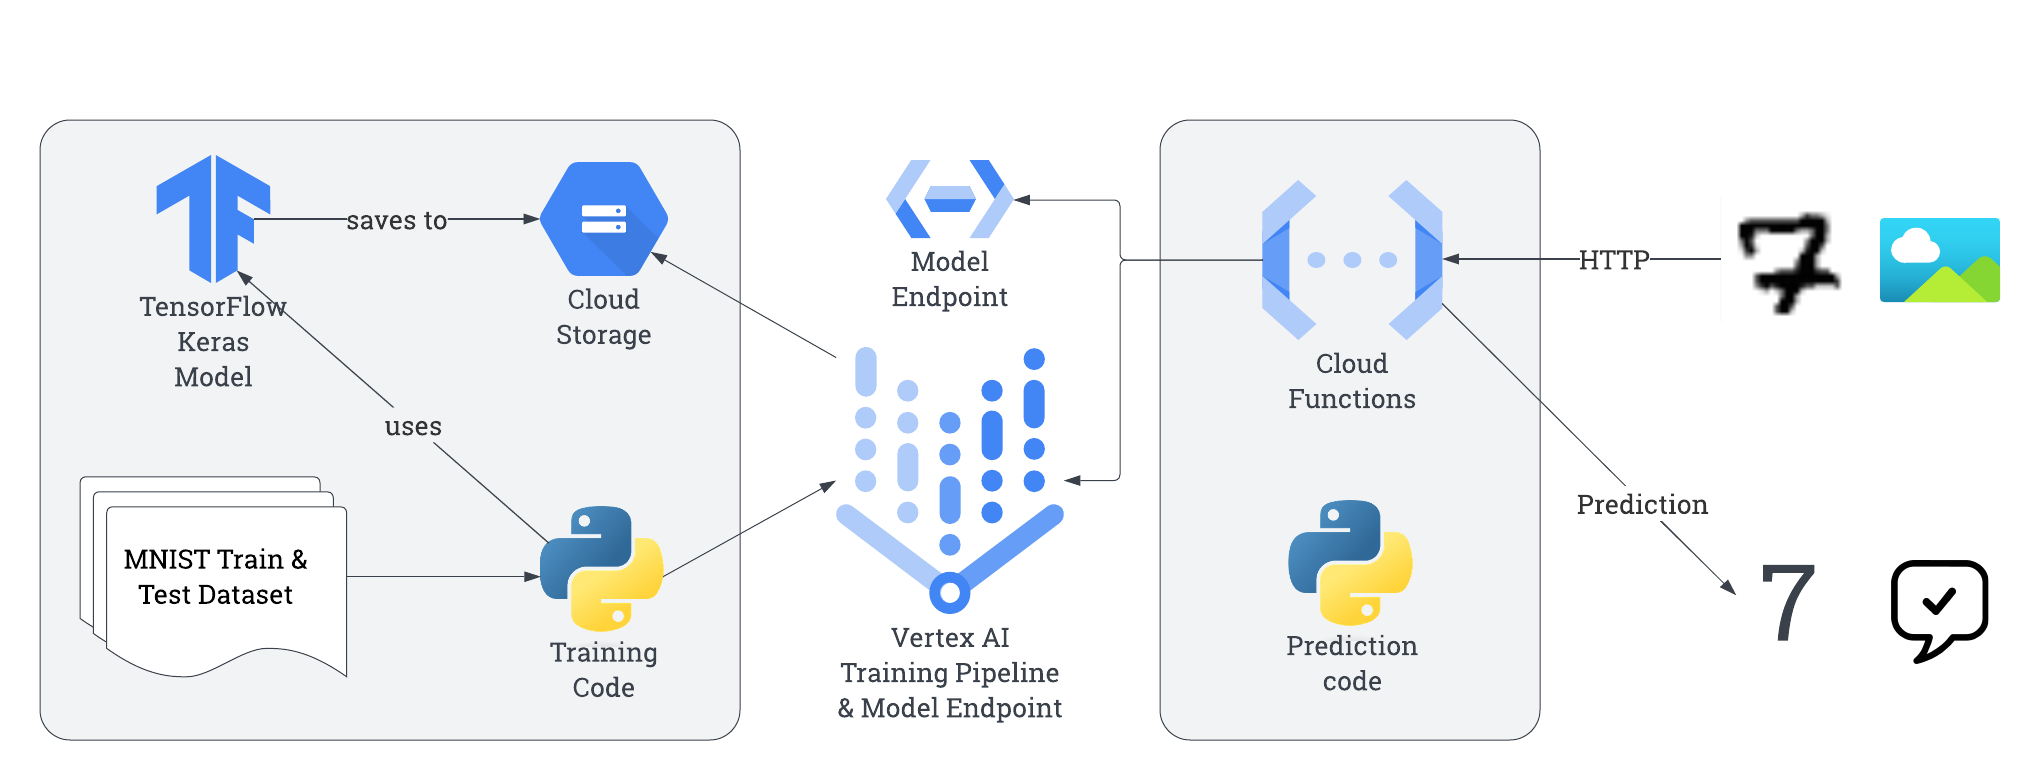 saves to
TensorFlow
Keras
Model
Cloud
Storage
uses
MNIST Train &
Test Dataset
Training
Code
Model
Endpoint
Vertex AI
Training Pipeline
& Model Endpoint
Cloud
Functions
Prediction
code
HTTP
7
Prediction
7